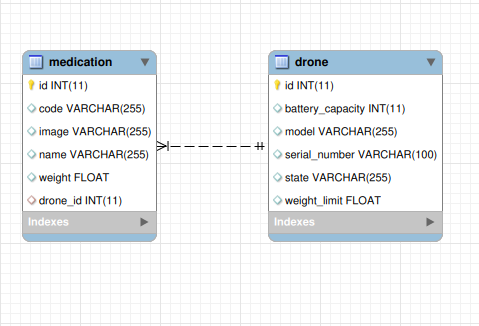 medication
id INT(11)
code VARCHAR(255)
image VARCHAR(255)
name VARCHAR(255)
weight FLOAT
drone_id INT(11)
Indexes
drone
id INT(11)
battery_capacity INT(11)
model VARCHAR(255)
serial_number VARCHAR(100)
state VARCHAR(255)
weight_limit FLOAT
Indexes